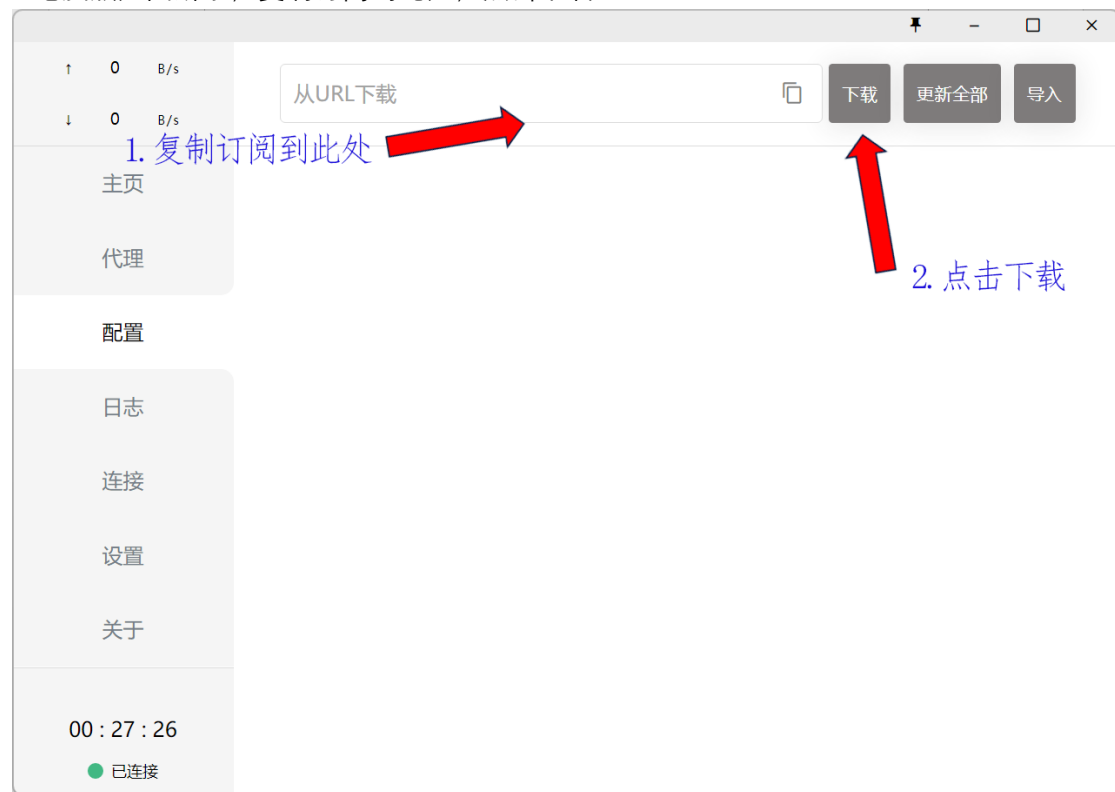 ↑ 0 B/s
从URL下载
下载
更新全部
导入
↓ 0 B/s
1. 复制订阅到此处
主页
代理
2. 点击下载
配置
日志
连接
设置
关于
00 : 27 : 26
已连接